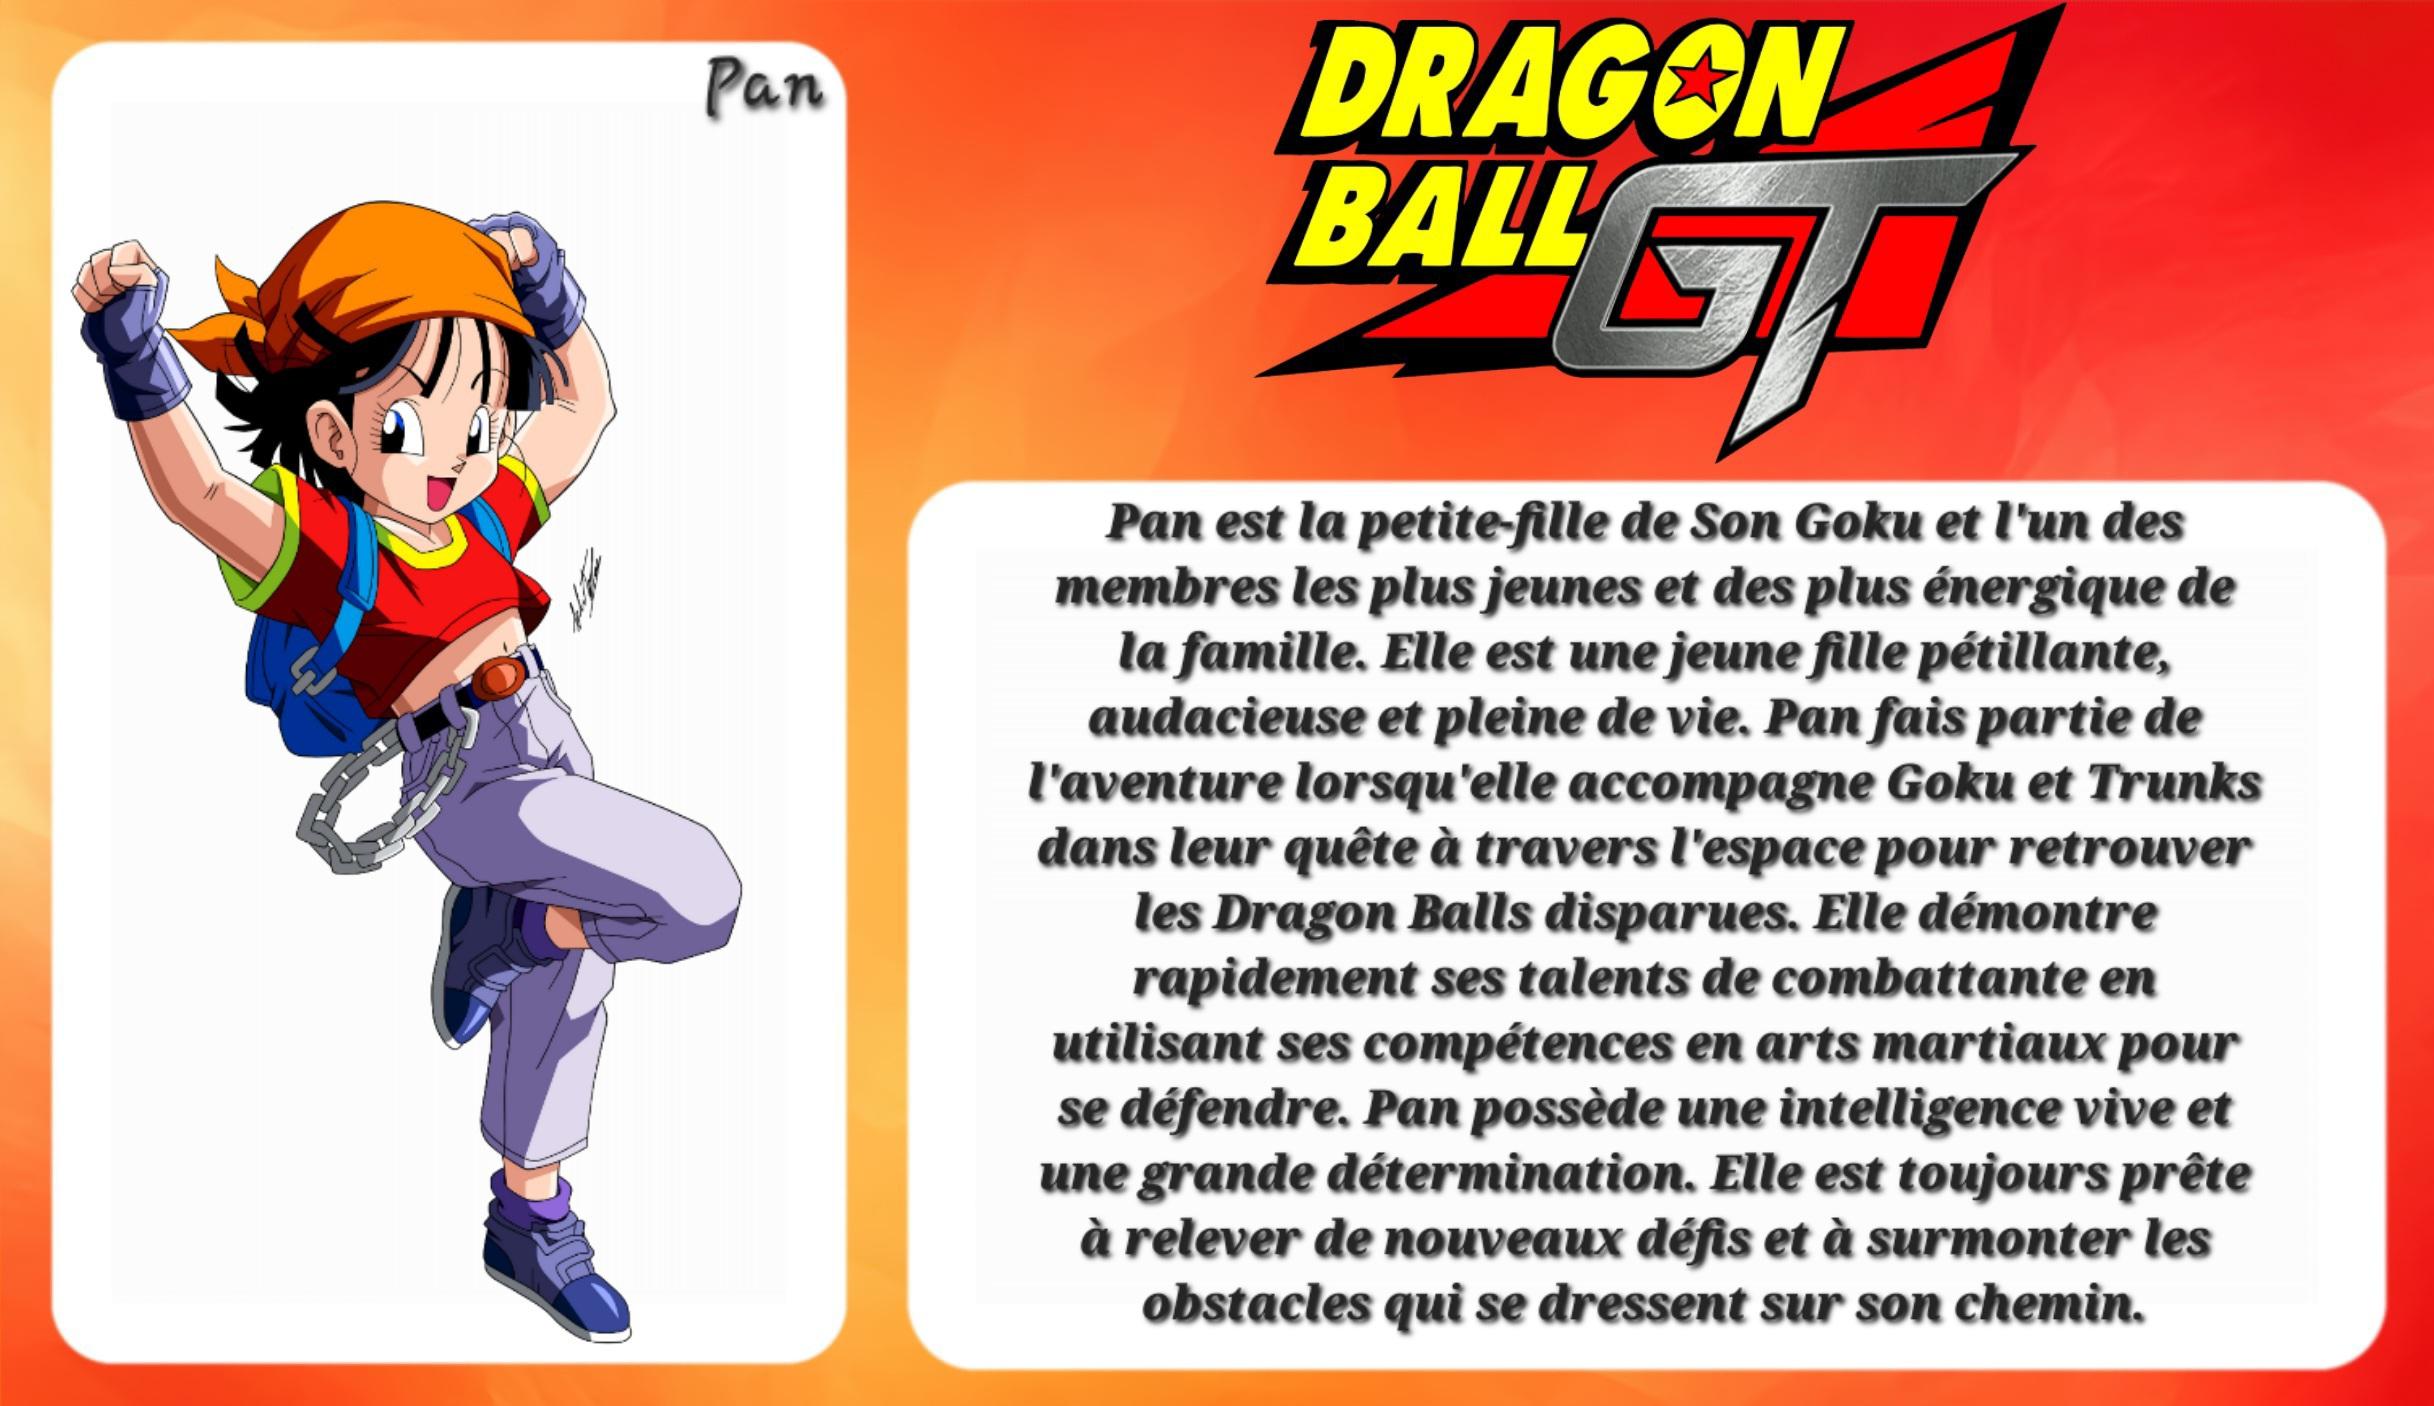 Pan
DRAGON
BALL GT
Pan est la petite-fille de Son Goku et l'un des
membres les plus jeunes et des plus énergique de
la famille. Elle est une jeune fille pétillante,
audacieuse et pleine de vie. Pan fais partie de
l'aventure lorsqu'elle accompagne Goku et Trunks
dans leur quête à travers l'espace pour retrouver
les Dragon Balls disparues. Elle démontre
rapidement ses talents de combattante en
utilisant ses compétences en arts martiaux pour
se défendre. Pan possède une intelligence vive et
une grande détermination. Elle est toujours prête
à relever de nouveaux défis et à surmonter les
obstacles qui se dressent sur son chemin.